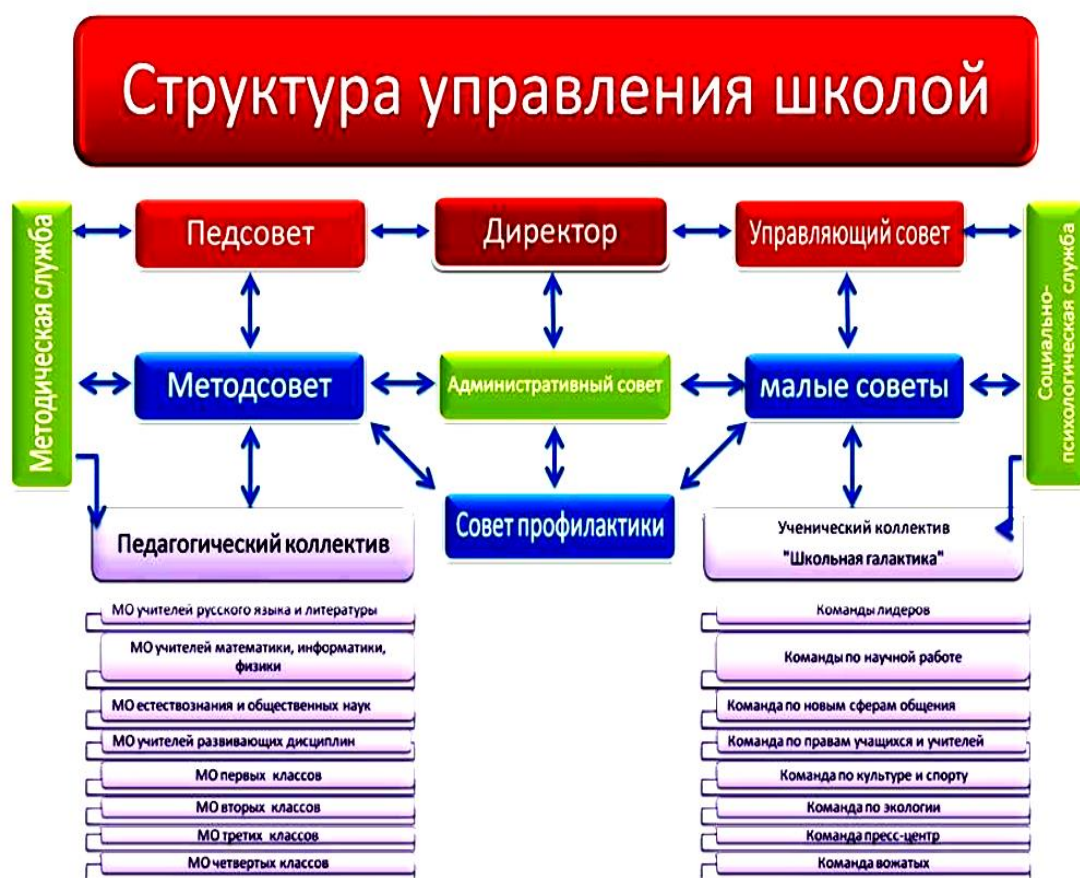 Структура управления школой
Методическая служба
Педсовет
Директор
Управляющий совет
Социально-
психологическая служба
Методсовет
Административный совет
малые советы
Совет профилактики
Педагогический коллектив
МО учителей русского языка и литературы
МО учителей математики, информатики,
физики
МО естествознания и общественных наук
МО учителей развивающих дисциплин
МО первых классов
МО вторых классов
МО третих классов
МО четвертых классов
Ученический коллектив
"Школьная галактика"
Команды лидеров
Команды по научной работе
Команда по новым сферам общения
Команда по правам учащихся и учителей
Команда по культуре и спорту
Команда по экологии
Команда пресс-центр
Команда вожатых